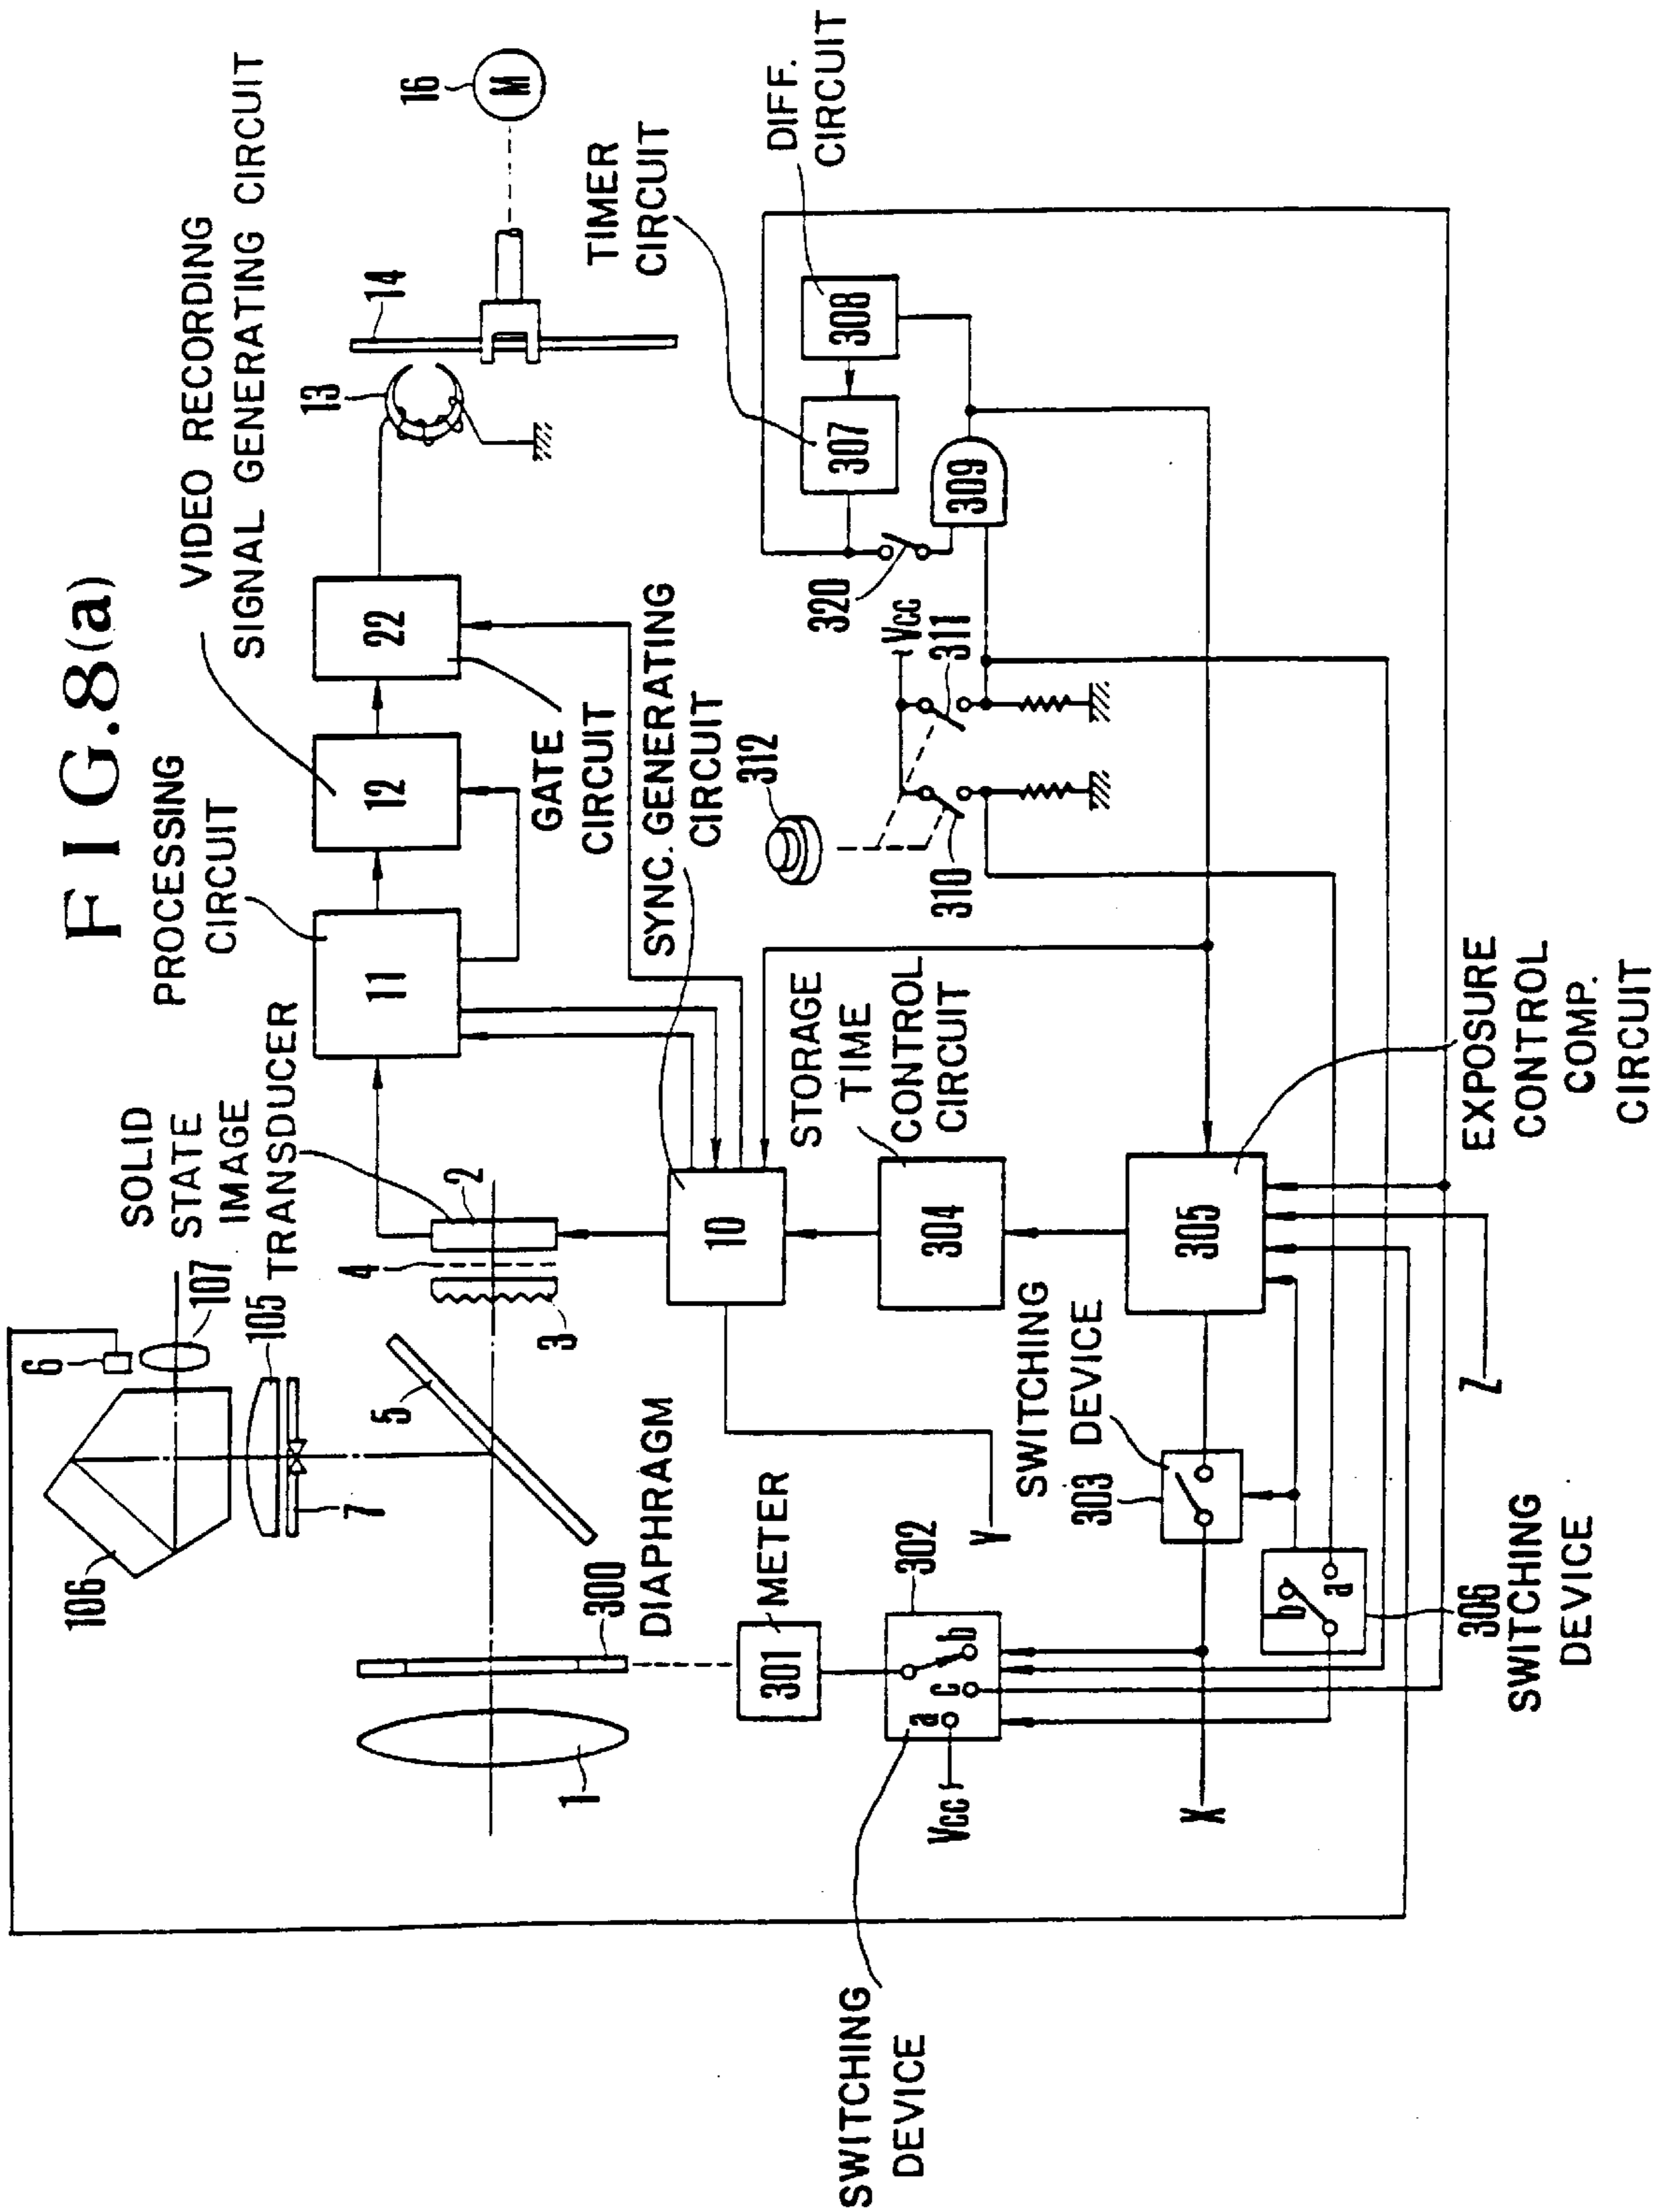 FIG.8(a)
VIDEO RECORDING
SIGNAL GENERATING CIRCUIT
PROCESSING
CIRCUIT
SOLID
STATE
IMAGE
TRANSDUCER
106
6
107
105
7
5
4
2
3
1
300
DIAPHRAGM
11
12
22
GATE
CIRCUIT
13
14
16
M
SYNC. GENERATING
CIRCUIT
10
TIMER
CIRCUIT
DIFF.
CIRCUIT
METER
301
302
a
c
b
Vcc
SWITCHING
DEVICE
STORAGE
TIME
CONTROL
CIRCUIT
304
Y
312
310
311
Vcc
320
307
308
309
SWITCHING
DEVICE
303
305
X
306
b
a
SWITCHING
DEVICE
Z
EXPOSURE
CONTROL
COMP.
CIRCUIT